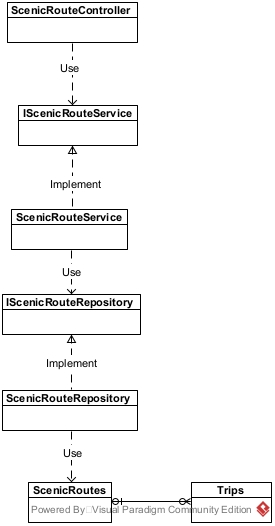 ScenicRouteController
Use
IScenicRouteService
Implement
ScenicRouteService
Use
IScenicRouteRepository
Implement
ScenicRouteRepository
Use
ScenicRoutes
Trips
Powered By Visual Paradigm Community Edition